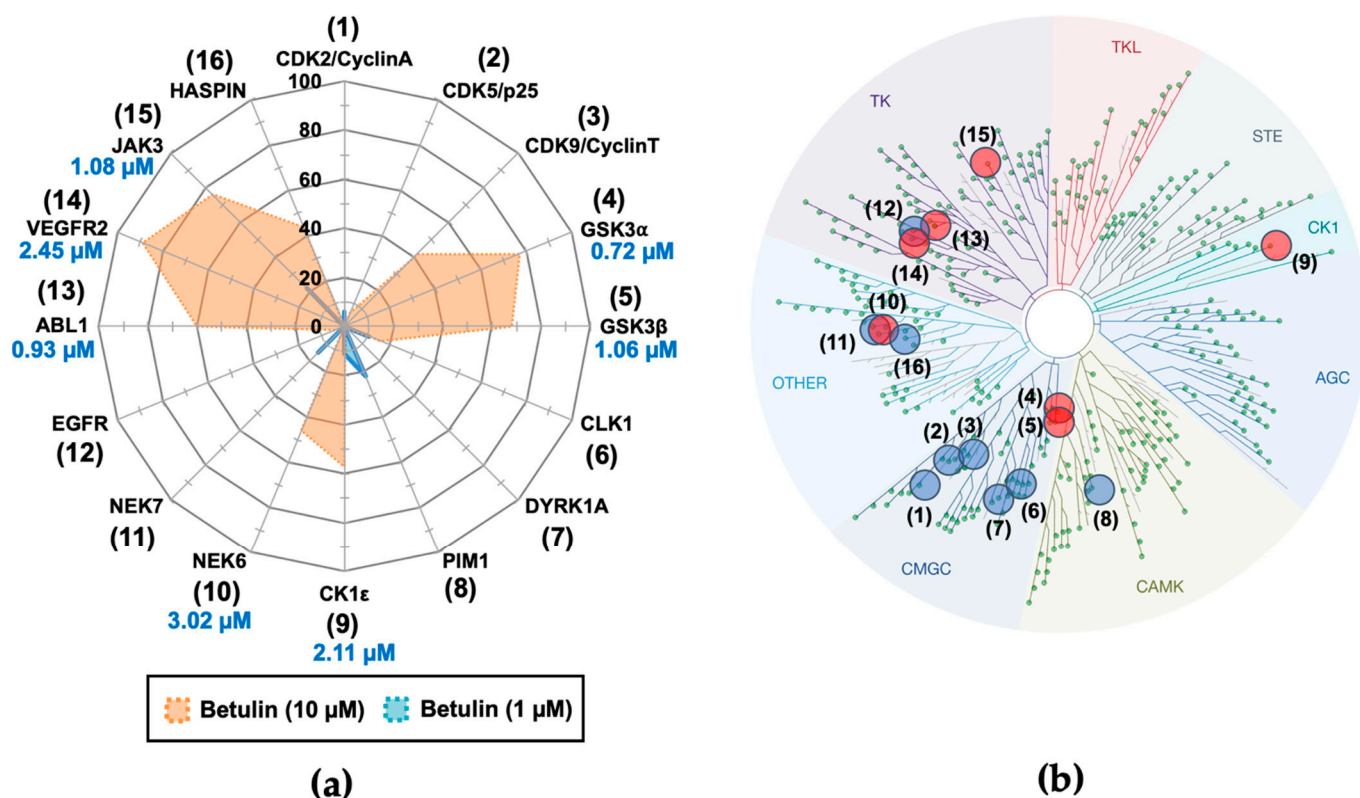 (1)
CDK2/CyclinA
(2)
CDK5/p25
(3)
CDK9/CyclinT
(4)
GSK3α
0.72 µM
(5)
GSK3β
1.06 µM
CLK1
(6)
DYRK1A
(7)
PIM1
(8)
CK1ε
(9)
2.11 µM
NEK6
(10)
3.02 µM
NEK7
(11)
EGFR
(12)
(13)
ABL1
0.93 µM
(14)
VEGFR2
2.45 µM
(15)
JAK3
1.08 µM
(16)
HASPIN
100
80
60
40
20
0
Betulin (10 µM)
Betulin (1 µM)
(a)
TKL
TK
STE
(15)
(12)
(13)
CK1
(9)
(14)
(10)
(11)
(16)
OTHER
AGC
(4)
(5)
(2)
(3)
(1)
(7)
(6)
(8)
CMGC
CAMK
(b)